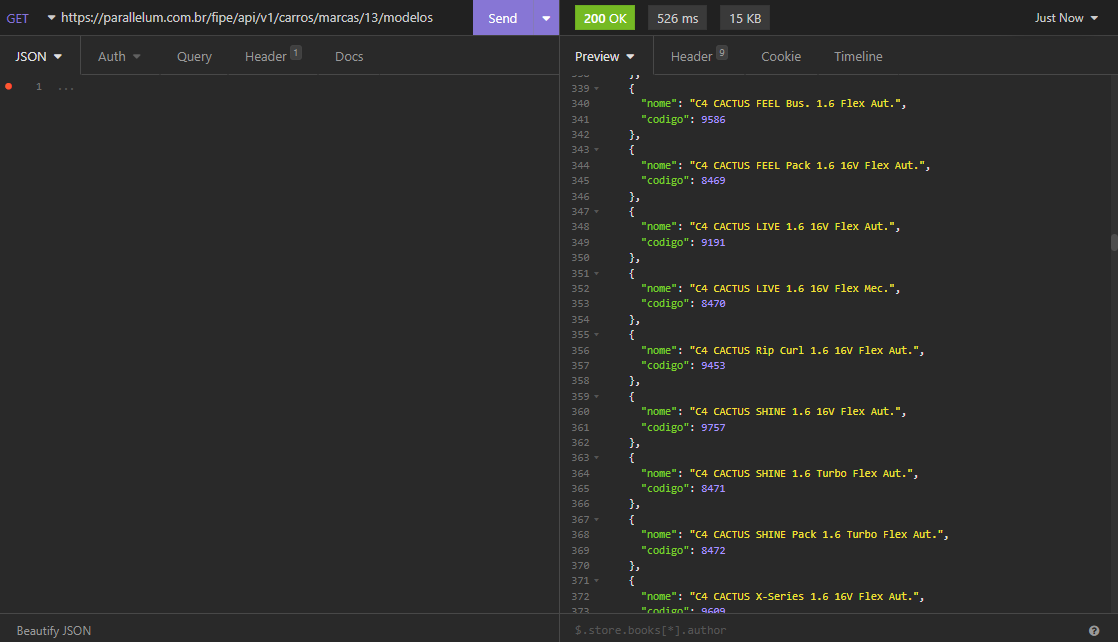 GET https://parallelum.com.br/fipe/api/v1/carros/marcas/13/modelos Send 200 OK 526 ms 15 KB Just Now
JSON Auth Query Header 1 Docs Preview Header 9 Cookie Timeline
1 ...
338 },
339 {
340 "nome": "C4 CACTUS FEEL Bus. 1.6 Flex Aut.",
341 "codigo": 9586
342 },
343 {
344 "nome": "C4 CACTUS FEEL Pack 1.6 16V Flex Aut.",
345 "codigo": 8469
346 },
347 {
348 "nome": "C4 CACTUS LIVE 1.6 16V Flex Aut.",
349 "codigo": 9191
350 },
351 {
352 "nome": "C4 CACTUS LIVE 1.6 16V Flex Mec.",
353 "codigo": 8470
354 },
355 {
356 "nome": "C4 CACTUS Rip Curl 1.6 16V Flex Aut.",
357 "codigo": 9453
358 },
359 {
360 "nome": "C4 CACTUS SHINE 1.6 16V Flex Aut.",
361 "codigo": 9757
362 },
363 {
364 "nome": "C4 CACTUS SHINE 1.6 Turbo Flex Aut.",
365 "codigo": 8471
366 },
367 {
368 "nome": "C4 CACTUS SHINE Pack 1.6 Turbo Flex Aut.",
369 "codigo": 8472
370 },
371 {
372 "nome": "C4 CACTUS X-Series 1.6 16V Flex Aut.",
373 "codigo": 9609
Beautify JSON $.store.books[*].author ?